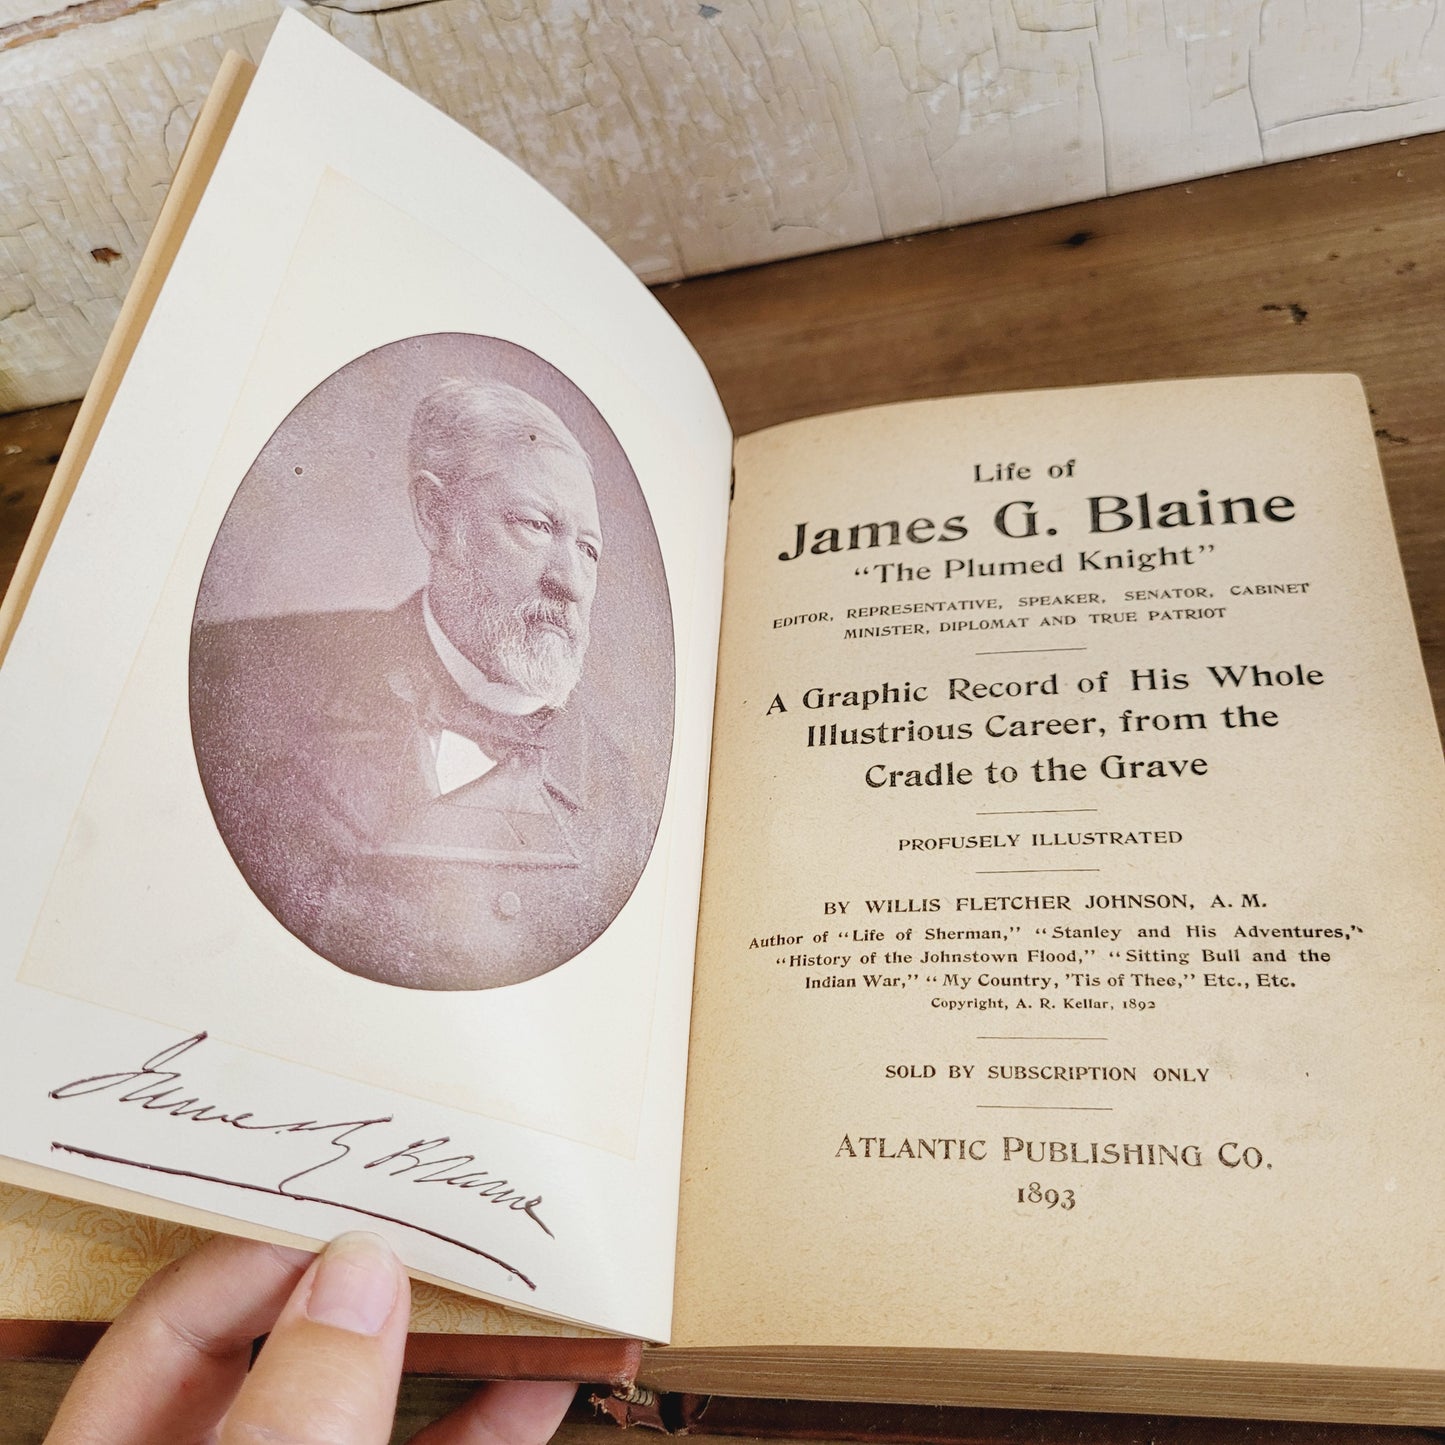 James G. Blaine
Life of
James G. Blaine
“The Plumed Knight”
EDITOR, REPRESENTATIVE, SPEAKER, SENATOR, CABINET
MINISTER, DIPLOMAT AND TRUE PATRIOT
A Graphic Record of His Whole
Illustrious Career, from the
Cradle to the Grave
PROFUSELY ILLUSTRATED
BY WILLIS FLETCHER JOHNSON, A. M.
Author of “Life of Sherman,” “Stanley and His Adventures,”
“History of the Johnstown Flood,” “Sitting Bull and the
Indian War,” “My Country, ’Tis of Thee,” Etc., Etc.
Copyright, A. R. Kellar, 1892
SOLD BY SUBSCRIPTION ONLY
ATLANTIC PUBLISHING CO.
1893